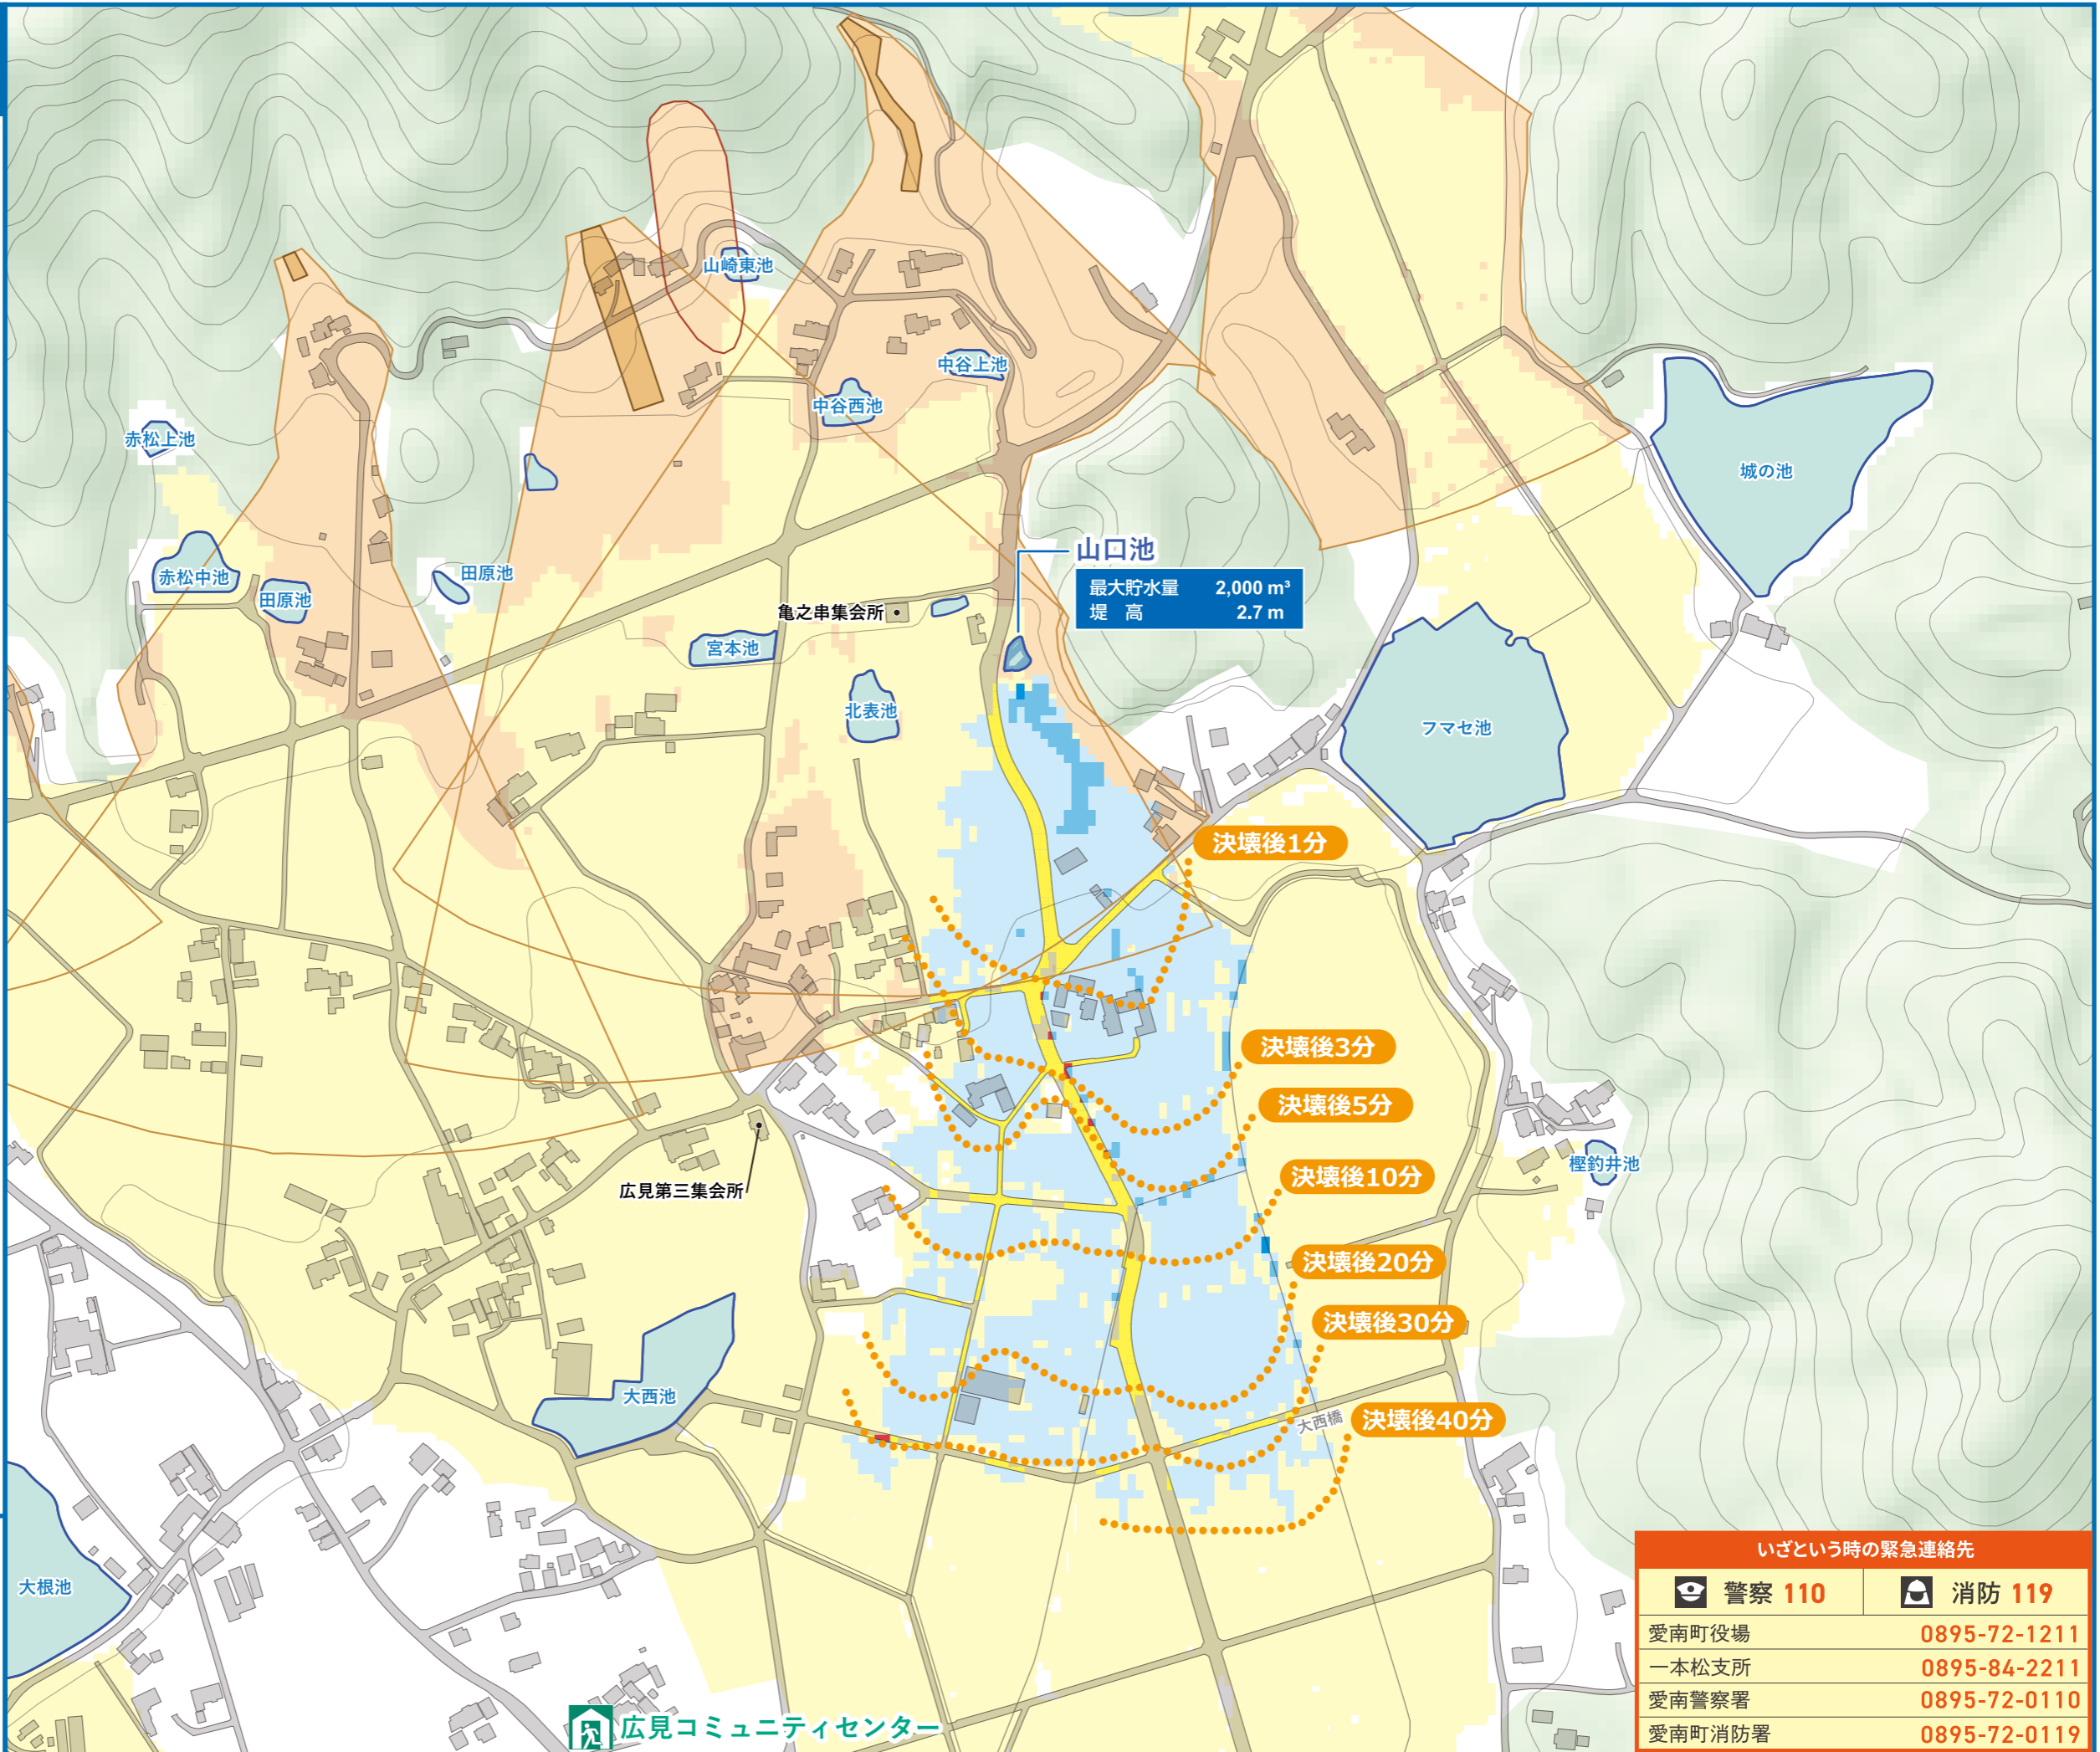 山崎東池
中谷上池
中谷西池
赤松上池
城の池
山口池
最大貯水量 2,000 m³
堤 高 2.7 m
赤松中池
田原池
田原池
亀之串集会所
宮本池
北表池
フマセ池
決壊後1分
決壊後3分
決壊後5分
樫釣井池
決壊後10分
広見第三集会所
決壊後20分
決壊後30分
大西池
大西橋
決壊後40分
大根池
広見コミュニティセンター
いざという時の緊急連絡先
警察 110
消防 119
愛南町役場 0895-72-1211
一本松支所 0895-84-2211
愛南警察署 0895-72-0110
愛南町消防署 0895-72-0119